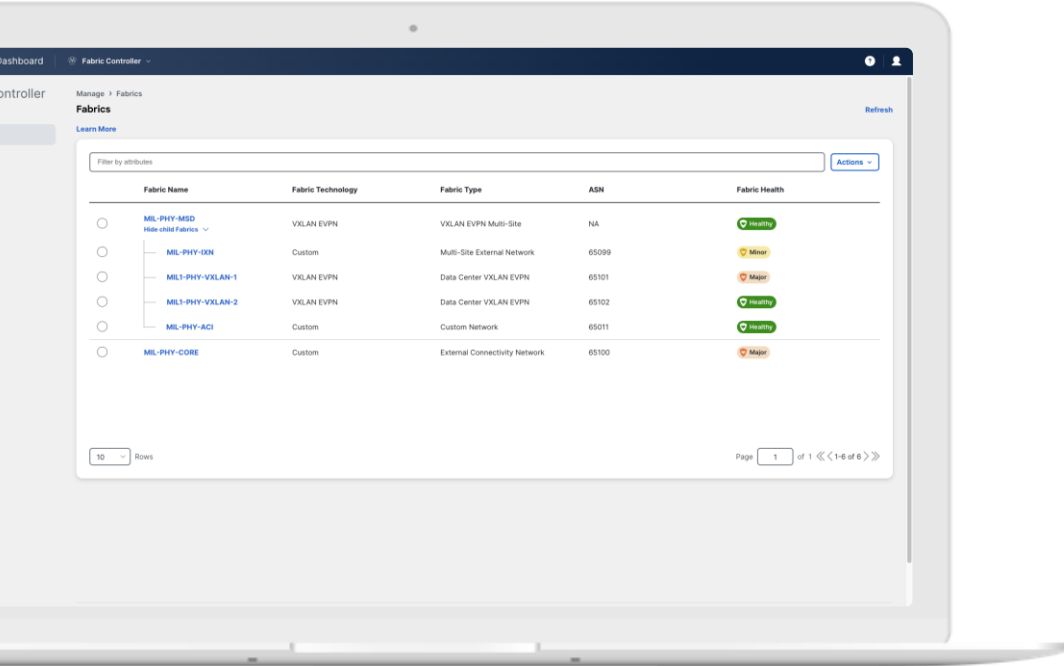 Dashboard Fabric Controller
ontroller
Manage > Fabrics
Fabrics
Refresh
Learn More
Filter by attributes
Actions
Fabric Name Fabric Technology Fabric Type ASN Fabric Health
MIL-PHY-MSD VXLAN EVPN VXLAN EVPN Multi-Site NA Healthy
Hide child Fabrics
MIL-PHY-IXN Custom Multi-Site External Network 65099 Minor
MIL1-PHY-VXLAN-1 VXLAN EVPN Data Center VXLAN EVPN 65101 Major
MIL1-PHY-VXLAN-2 VXLAN EVPN Data Center VXLAN EVPN 65102 Healthy
MIL-PHY-ACI Custom Custom Network 65011 Healthy
MIL-PHY-CORE Custom External Connectivity Network 65100 Major
10 Rows
Page 1 of 1 1-6 of 6